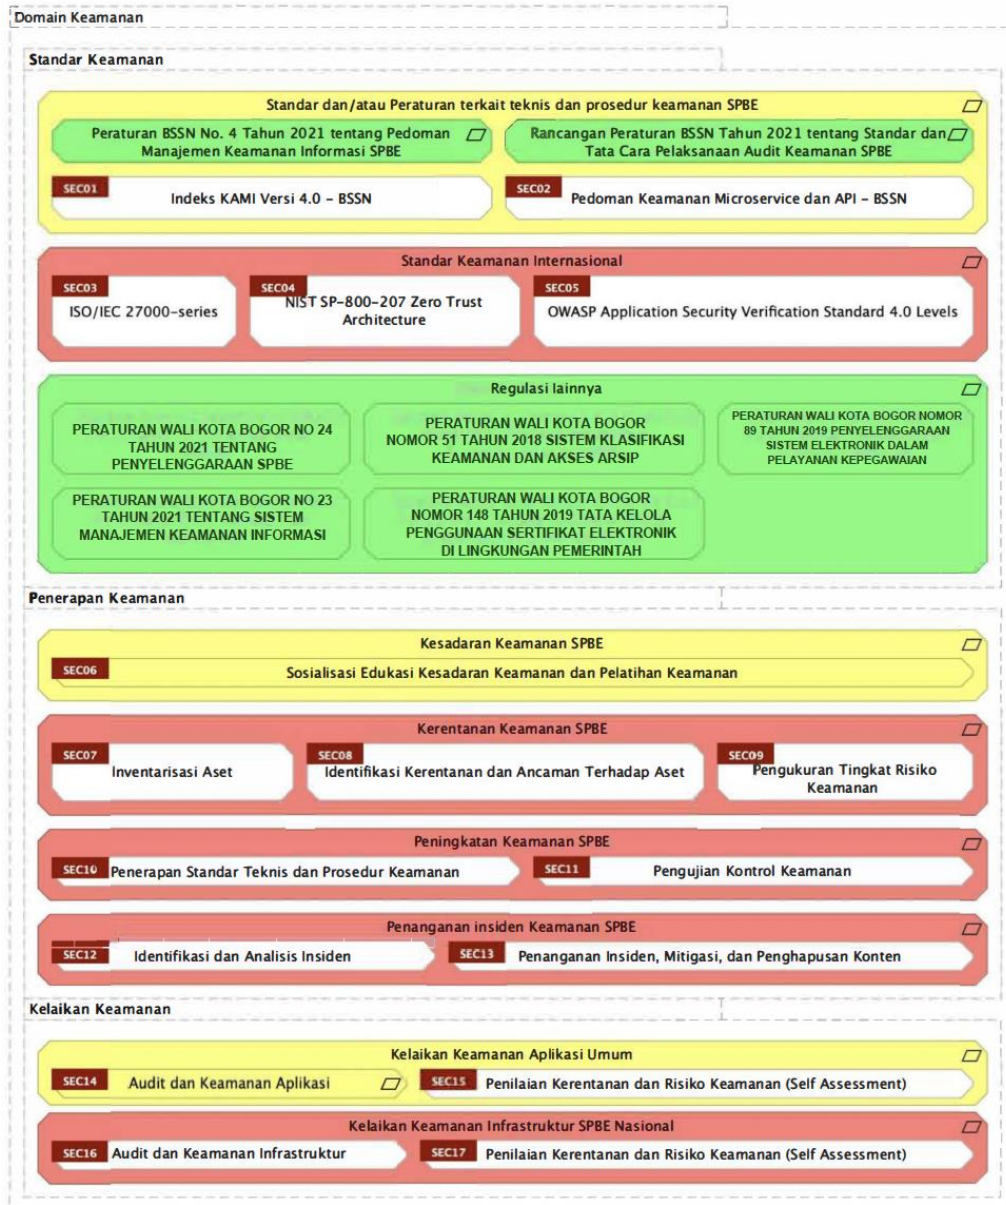 Domain Keamanan
Standar Keamanan
Standar dan/atau Peraturan terkait teknis dan prosedur keamanan SPBE
Peraturan BSSN No. 4 Tahun 2021 tentang Pedoman
Manajemen Keamanan Informasi SPBE
Rancangan Peraturan BSSN Tahun 2021 tentang Standar dan
Tata Cara Pelaksanaan Audit Keamanan SPBE
SEC01
Indeks KAMI Versi 4.0 – BSSN
SEC02
Pedoman Keamanan Microservice dan API – BSSN
Standar Keamanan Internasional
SEC03
ISO/IEC 27000-series
SEC04
NIST SP-800-207 Zero Trust
Architecture
SEC05
OWASP Application Security Verification Standard 4.0 Levels
Regulasi lainnya
PERATURAN WALI KOTA BOGOR NO 24
TAHUN 2021 TENTANG
PENYELENGGARAAN SPBE
PERATURAN WALI KOTA BOGOR
NOMOR 51 TAHUN 2018 SISTEM KLASIFIKASI
KEAMANAN DAN AKSES ARSIP
PERATURAN WALI KOTA BOGOR NOMOR
89 TAHUN 2019 PENYELENGGARAAN
SISTEM ELEKTRONIK DALAM
PELAYANAN KEPEGAWAIAN
PERATURAN WALI KOTA BOGOR NO 23
TAHUN 2021 TENTANG SISTEM
MANAJEMEN KEAMANAN INFORMASI
PERATURAN WALI KOTA BOGOR
NOMOR 148 TAHUN 2019 TATA KELOLA
PENGGUNAAN SERTIFIKAT ELEKTRONIK
DI LINGKUNGAN PEMERINTAH
Penerapan Keamanan
Kesadaran Keamanan SPBE
SEC06
Sosialisasi Edukasi Kesadaran Keamanan dan Pelatihan Keamanan
Kerentanan Keamanan SPBE
SEC07
Inventarisasi Aset
SEC08
Identifikasi Kerentanan dan Ancaman Terhadap Aset
SEC09
Pengukuran Tingkat Risiko
Keamanan
Peningkatan Keamanan SPBE
SEC10
Penerapan Standar Teknis dan Prosedur Keamanan
SEC11
Pengujian Kontrol Keamanan
Penanganan insiden Keamanan SPBE
SEC12
Identifikasi dan Analisis Insiden
SEC13
Penanganan Insiden, Mitigasi, dan Penghapusan Konten
Kelaikan Keamanan
Kelaikan Keamanan Aplikasi Umum
SEC14
Audit dan Keamanan Aplikasi
SEC15
Penilaian Kerentanan dan Risiko Keamanan (Self Assessment)
Kelaikan Keamanan Infrastruktur SPBE Nasional
SEC16
Audit dan Keamanan Infrastruktur
SEC17
Penilaian Kerentanan dan Risiko Keamanan (Self Assessment)